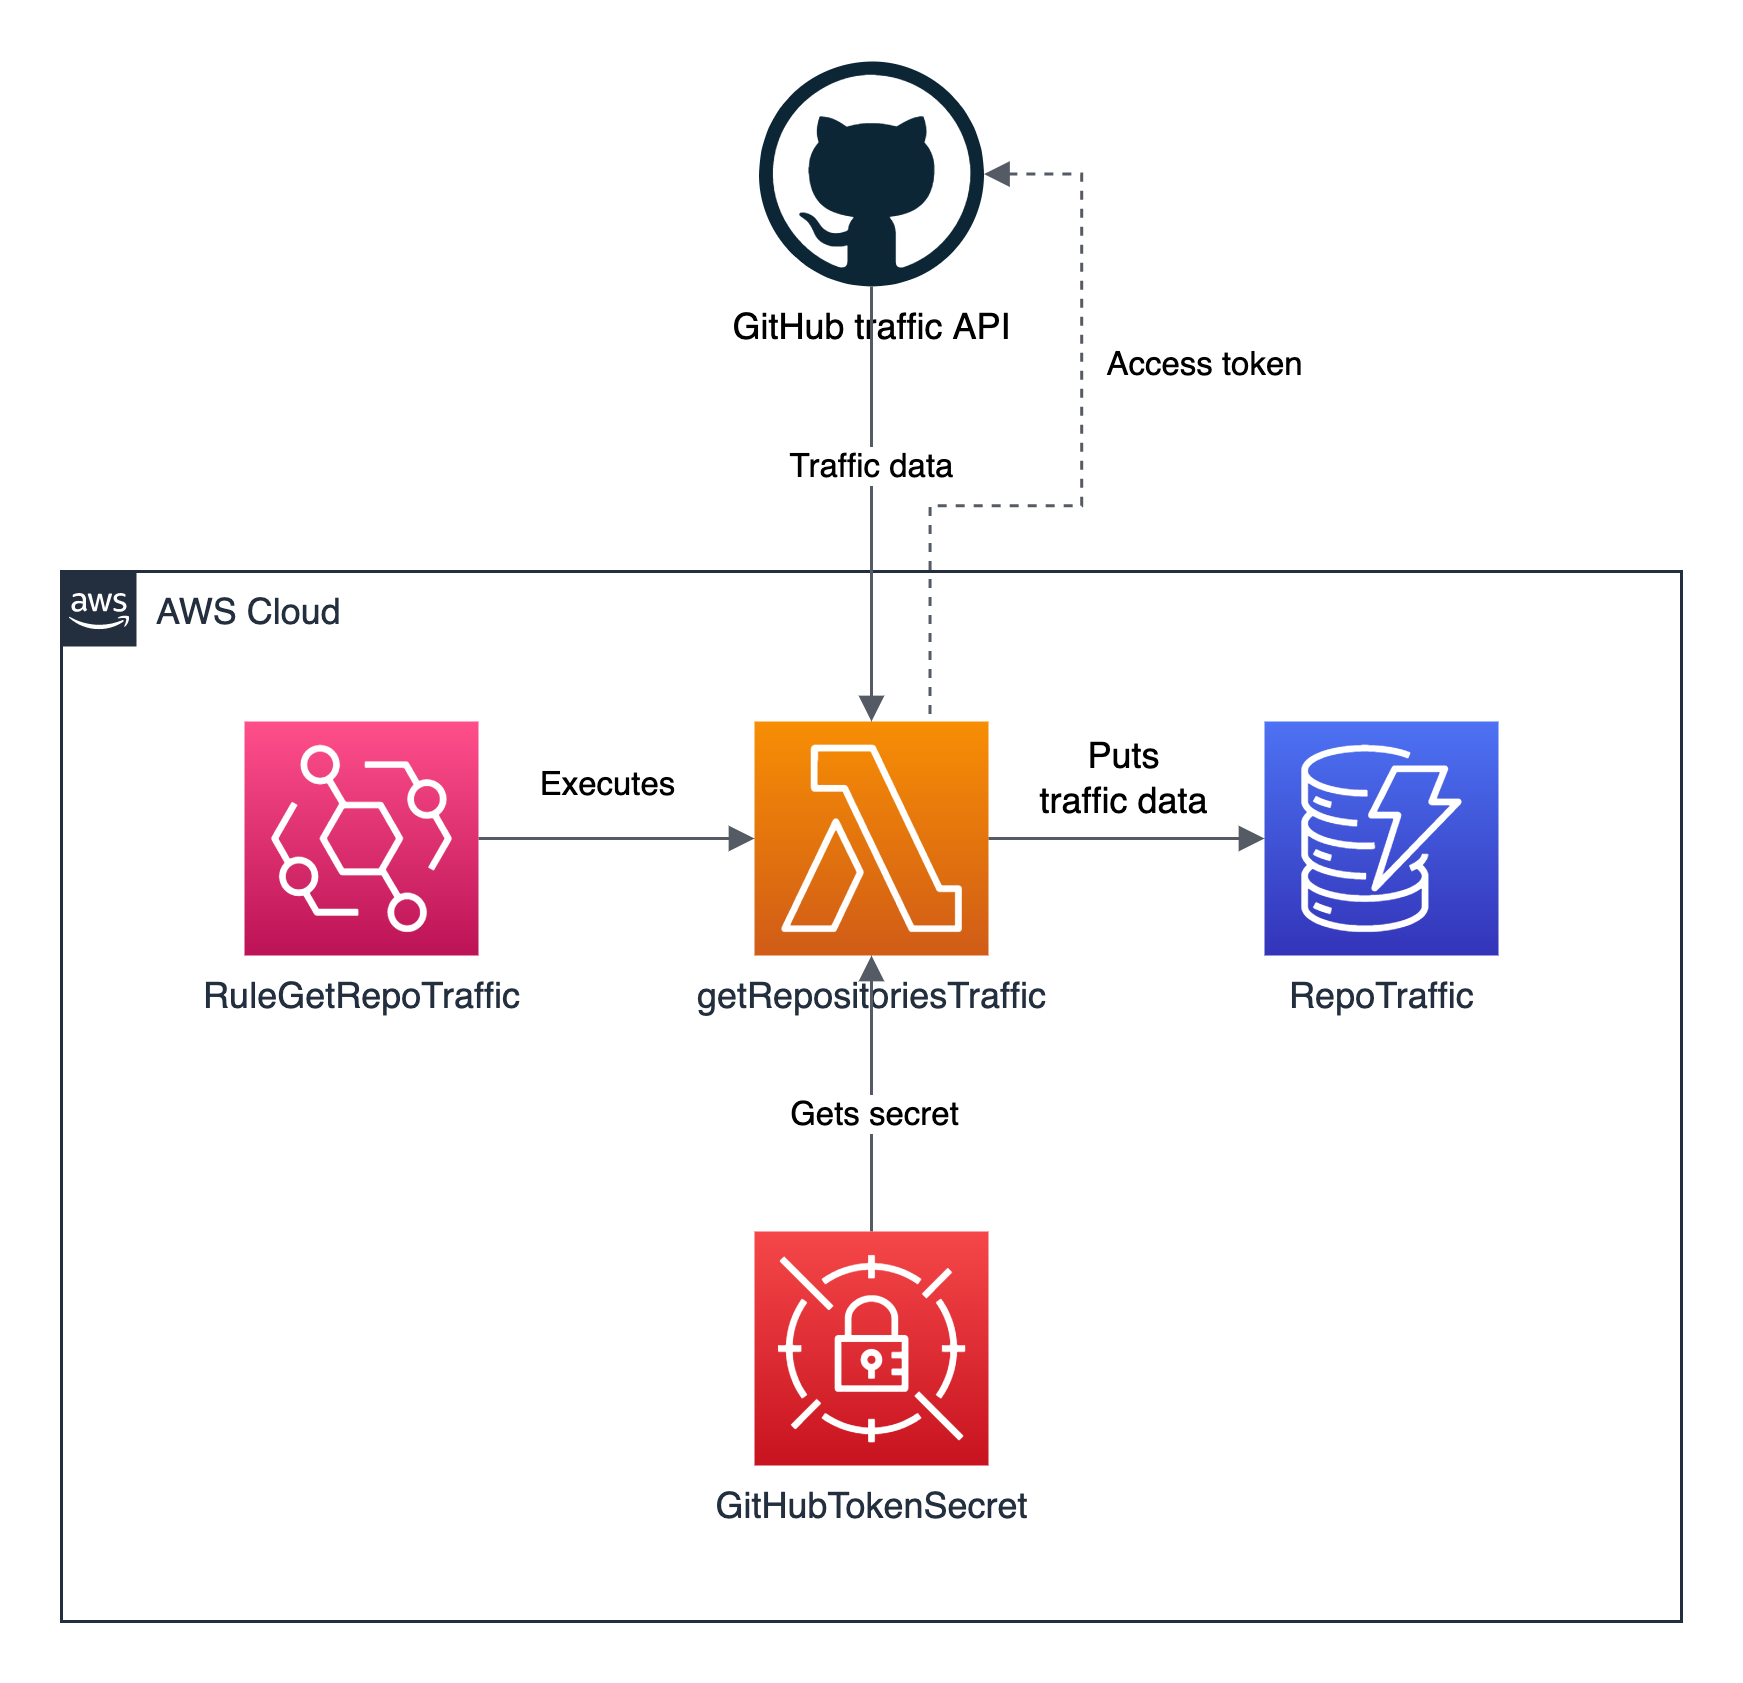 GitHub traffic API
Access token
Traffic data
aws
AWS Cloud
Executes
Puts
traffic data
RuleGetRepoTraffic
getRepositoriesTraffic
RepoTraffic
Gets secret
GitHubTokenSecret